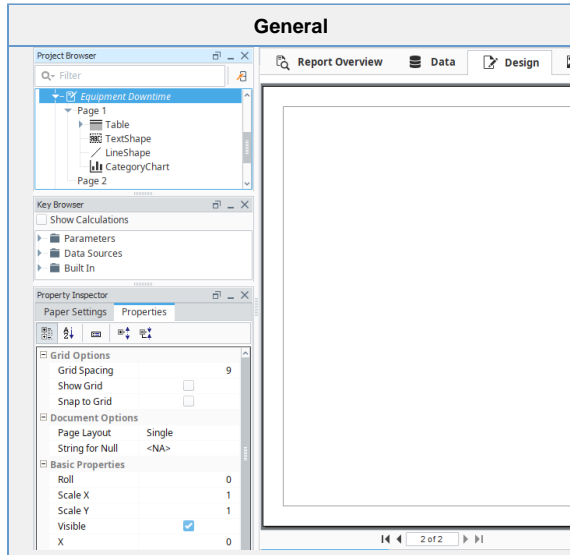 General
Project Browser
Report Overview
Data
Design
Filter
Equipment Downtime
Page 1
Table
TextShape
LineShape
CategoryChart
Page 2
Key Browser
Show Calculations
Parameters
Data Sources
Built In
Property Inspector
Paper Settings
Properties
Grid Options
Grid Spacing 9
Show Grid
Snap to Grid
Document Options
Page Layout Single
String for Null <NA>
Basic Properties
Roll 0
Scale X 1
Scale Y 1
Visible
X 0
2 of 2